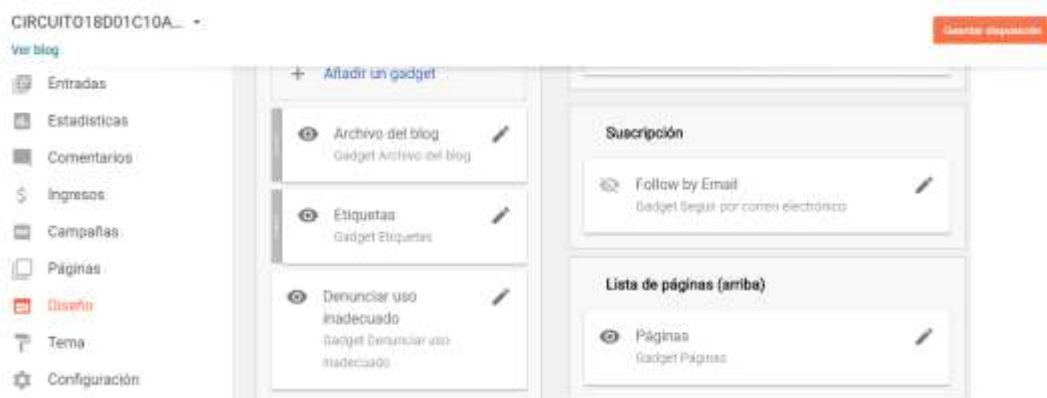 CIRCUITO18D01C10A...
Ver blog
Guardar disposición
Entradas
Estadísticas
Comentarios
$ Ingresos
Campañas
Páginas
Diseño
Tema
Configuración
+ Añadir un gadget
Archivo del blog
Gadget Archivo del blog
Etiquetas
Gadget Etiquetas
Denunciar uso
inadecuado
Gadget Denunciar uso
inadecuado
Suscripción
Follow by Email
Gadget Seguir por correo electrónico
Lista de páginas (arriba)
Páginas
Gadget Páginas